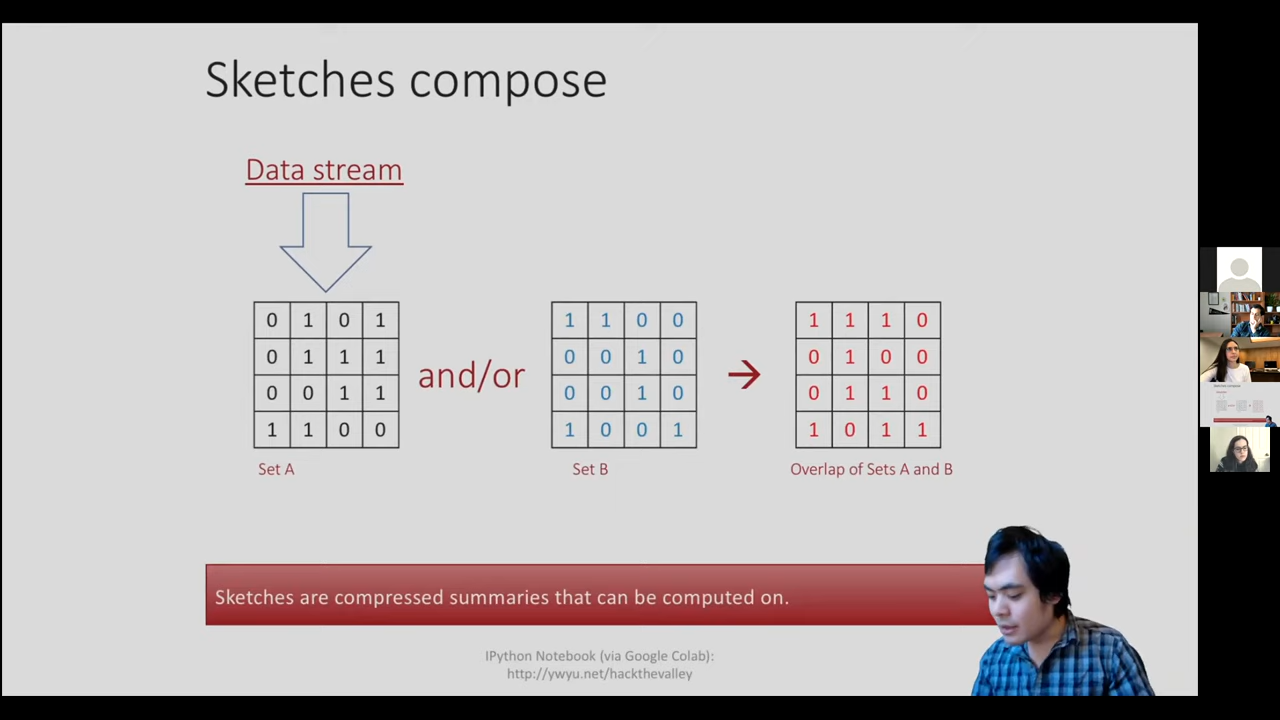 Sketches compose
Data stream
0 1 0 1
0 1 1 1
0 0 1 1
1 1 0 0
Set A
and/or
1 1 0 0
0 0 1 0
0 0 1 0
1 0 0 1
Set B
→
1 1 1 0
0 1 0 0
0 1 1 0
1 0 1 1
Overlap of Sets A and B
Sketches are compressed summaries that can be computed on.
IPython Notebook (via Google Colab):
http://ywyu.net/hackthevalley
Sketches compose